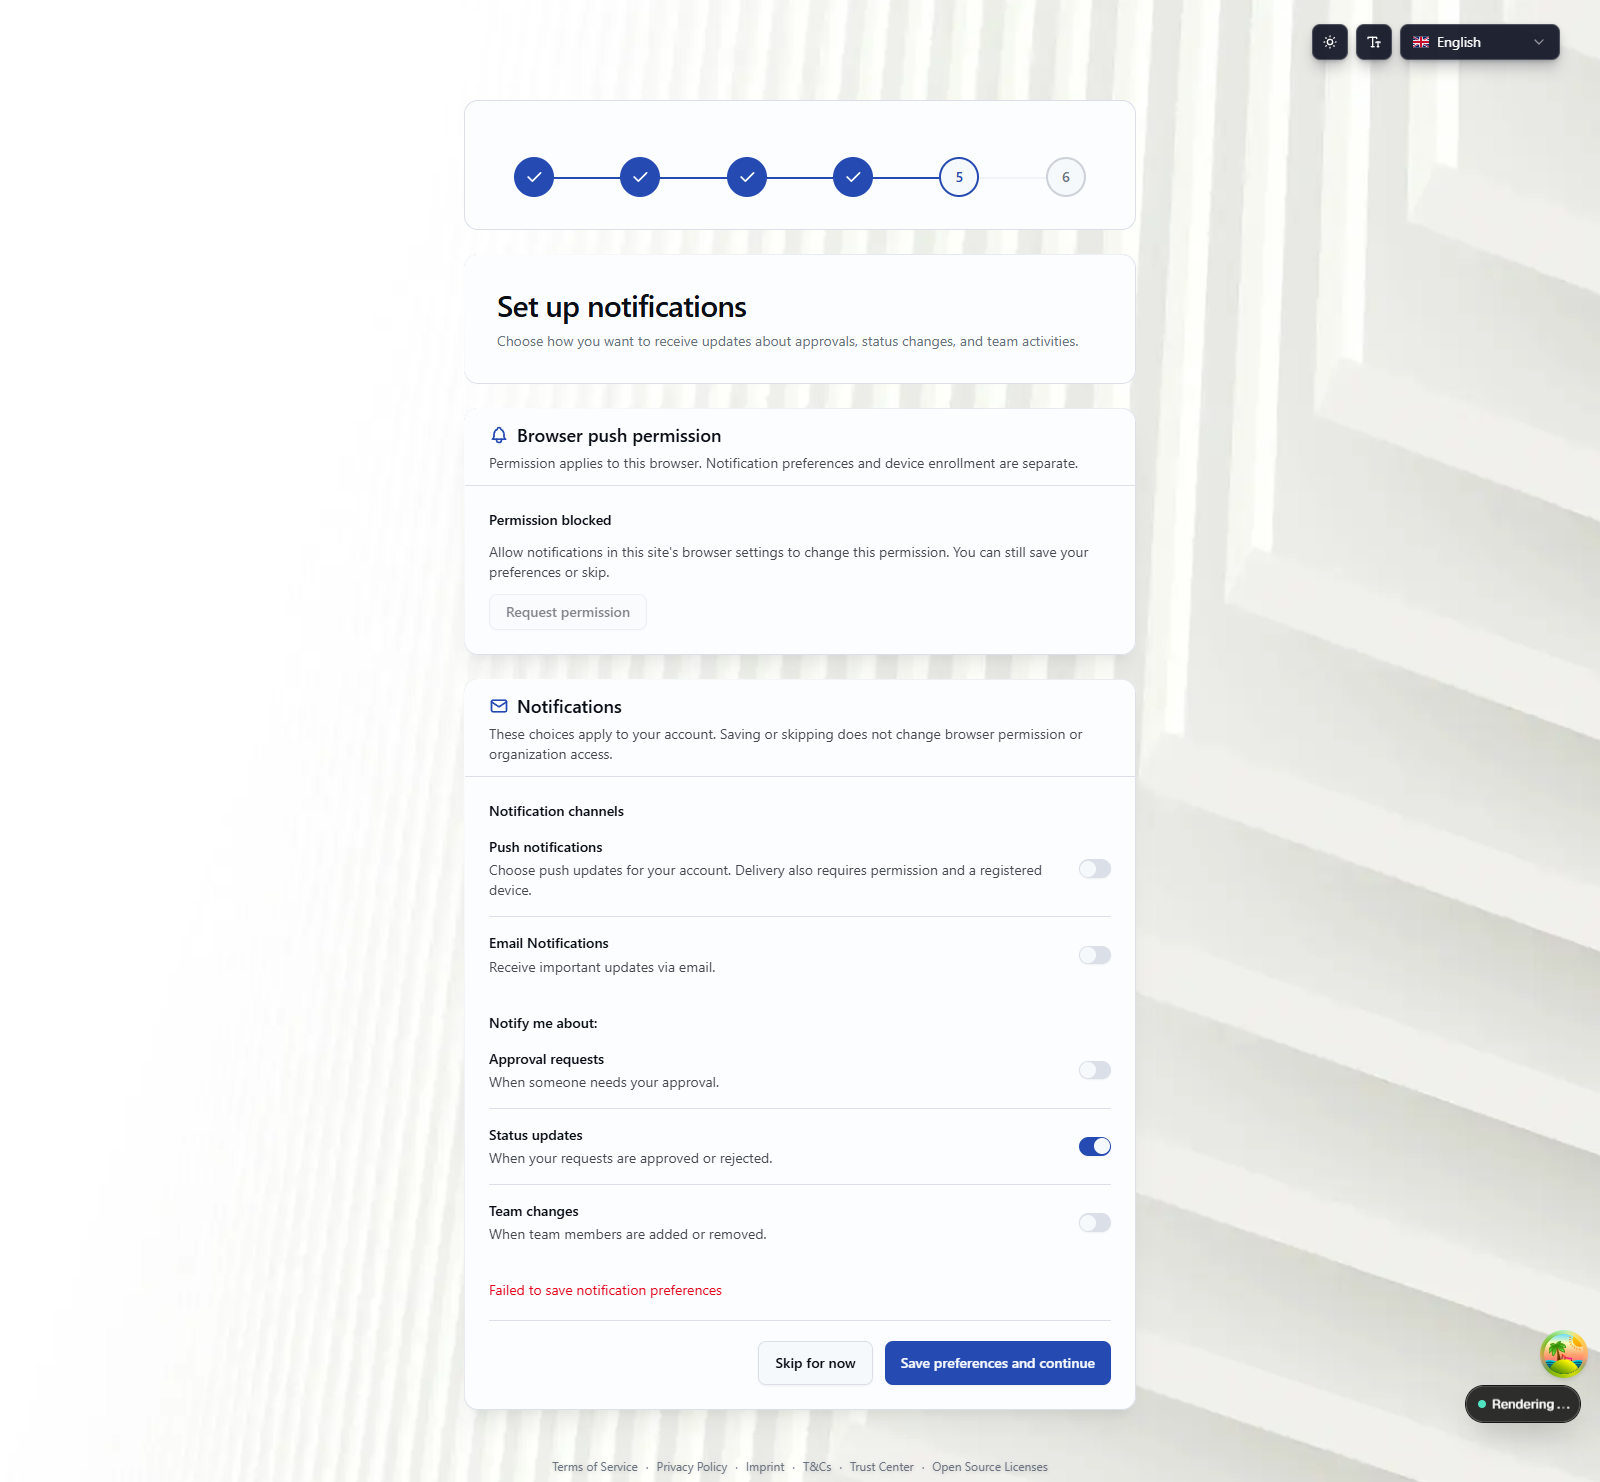 English
5
6
Set up notifications
Choose how you want to receive updates about approvals, status changes, and team activities.
Browser push permission
Permission applies to this browser. Notification preferences and device enrollment are separate.
Permission blocked
Allow notifications in this site's browser settings to change this permission. You can still save your
preferences or skip.
Request permission
Notifications
These choices apply to your account. Saving or skipping does not change browser permission or
organization access.
Notification channels
Push notifications
Choose push updates for your account. Delivery also requires permission and a registered
device.
Email Notifications
Receive important updates via email.
Notify me about:
Approval requests
When someone needs your approval.
Status updates
When your requests are approved or rejected.
Team changes
When team members are added or removed.
Failed to save notification preferences
Skip for now
Save preferences and continue
Rendering...
Terms of Service · Privacy Policy · Imprint · T&Cs · Trust Center · Open Source Licenses